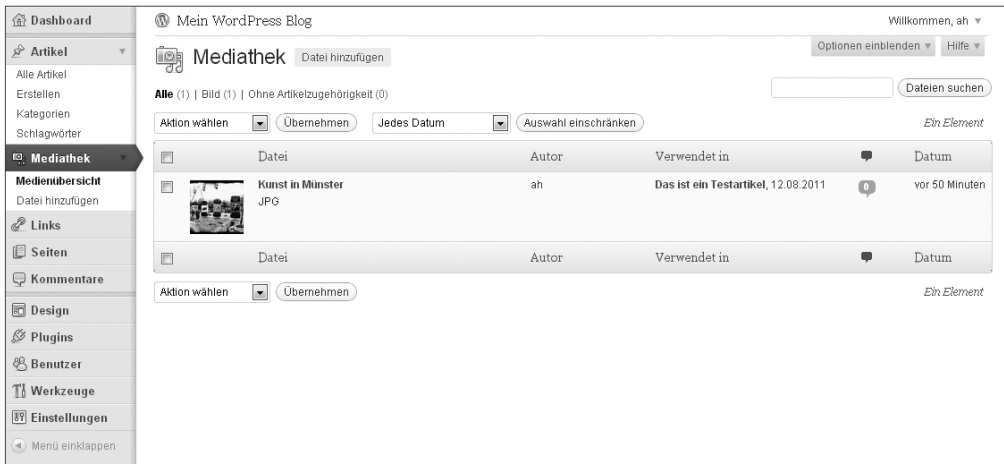 Dashboard
Artikel
Alle Artikel
Erstellen
Kategorien
Schlagwörter
Mediathek
Medienübersicht
Datei hinzufügen
Links
Seiten
Kommentare
Design
Plugins
Benutzer
Werkzeuge
Einstellungen
Menü einklappen
Mein WordPress Blog
Willkommen, ah
Optionen einblenden Hilfe
Mediathek Datei hinzufügen
Alle (1) | Bild (1) | Ohne Artikelzugehörigkeit (0)
Dateien suchen
Aktion wählen Übernehmen Jedes Datum Auswahl einschränken Ein Element
Datei Autor Verwendet in Datum
Kunst in Münster ah Das ist ein Testartikel, 12.08.2011 0 vor 50 Minuten
JPG
Datei Autor Verwendet in Datum
Aktion wählen Übernehmen Ein Element